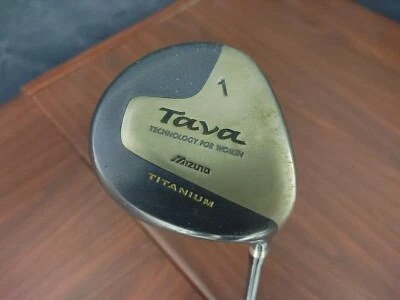 1
Tava
TECHNOLOGY FOR WOMEN
MIZUNO
TITANIUM